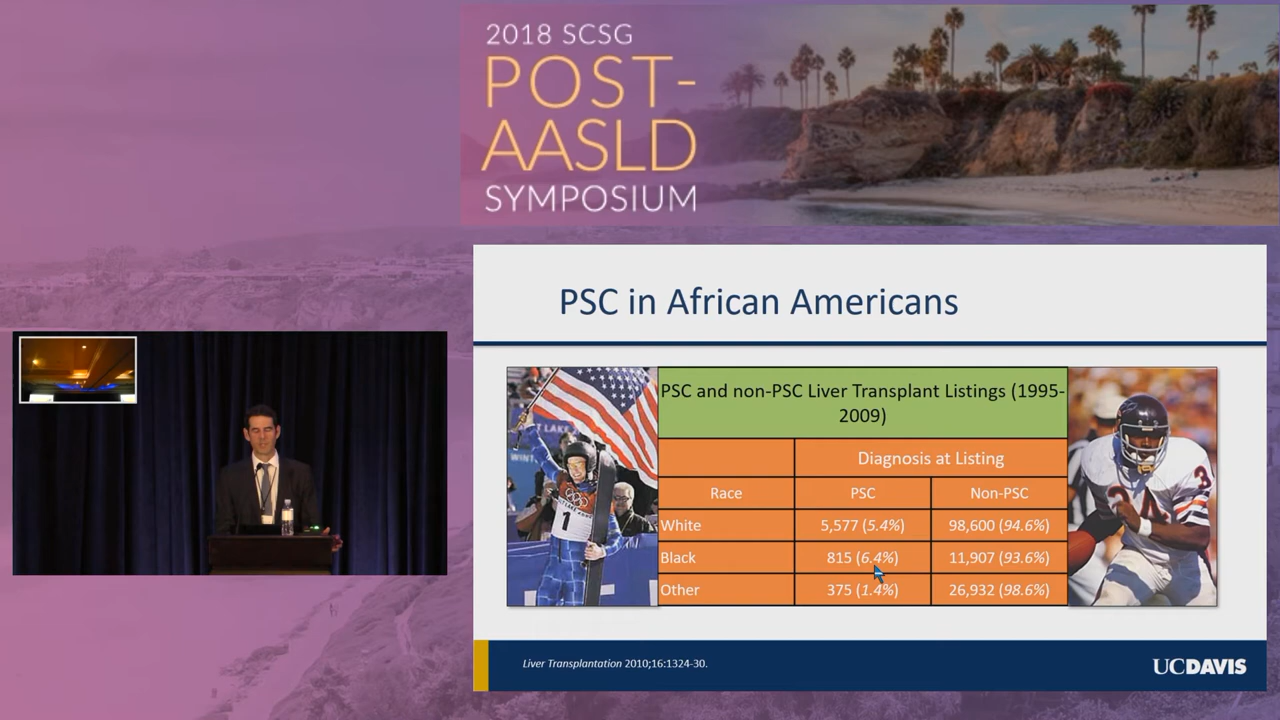 2018 SCSG
POST-
AASLD
SYMPOSIUM
PSC in African Americans
PSC and non-PSC Liver Transplant Listings (1995-
2009)
Diagnosis at Listing
Race PSC Non-PSC
White 5,577 (5.4%) 98,600 (94.6%)
Black 815 (6.4%) 11,907 (93.6%)
Other 375 (1.4%) 26,932 (98.6%)
1
34
Liver Transplantation 2010;16:1324-30.
UCDAVIS